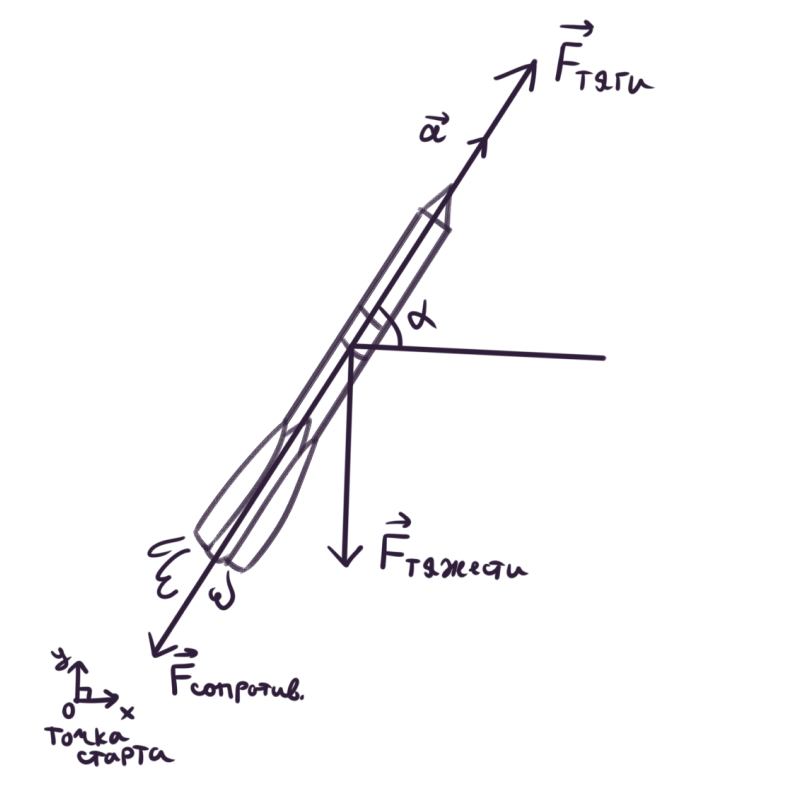 F тяги
a
α
F тяжести
F сопротив.
y
0 x
точка
старта